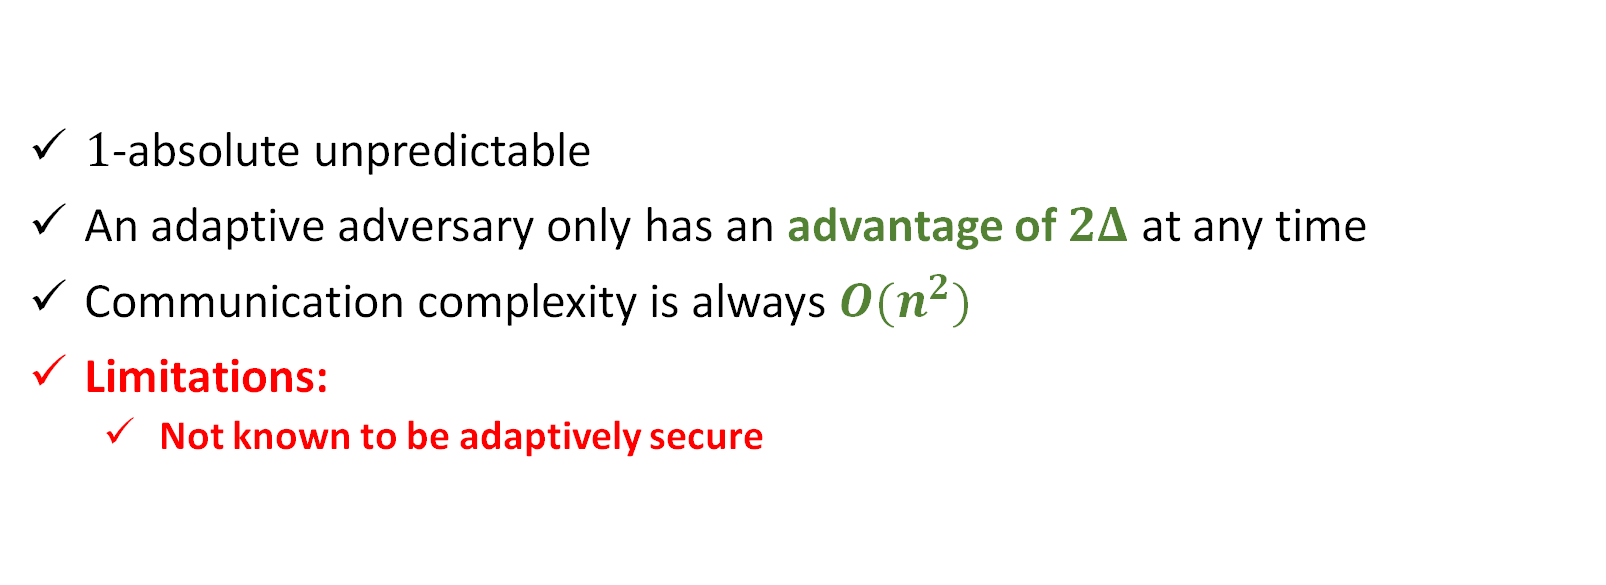 ✓ 1-absolute unpredictable
✓ An adaptive adversary only has an advantage of 2Δ at any time
✓ Communication complexity is always O(n²)
✓ Limitations:
✓ Not known to be adaptively secure